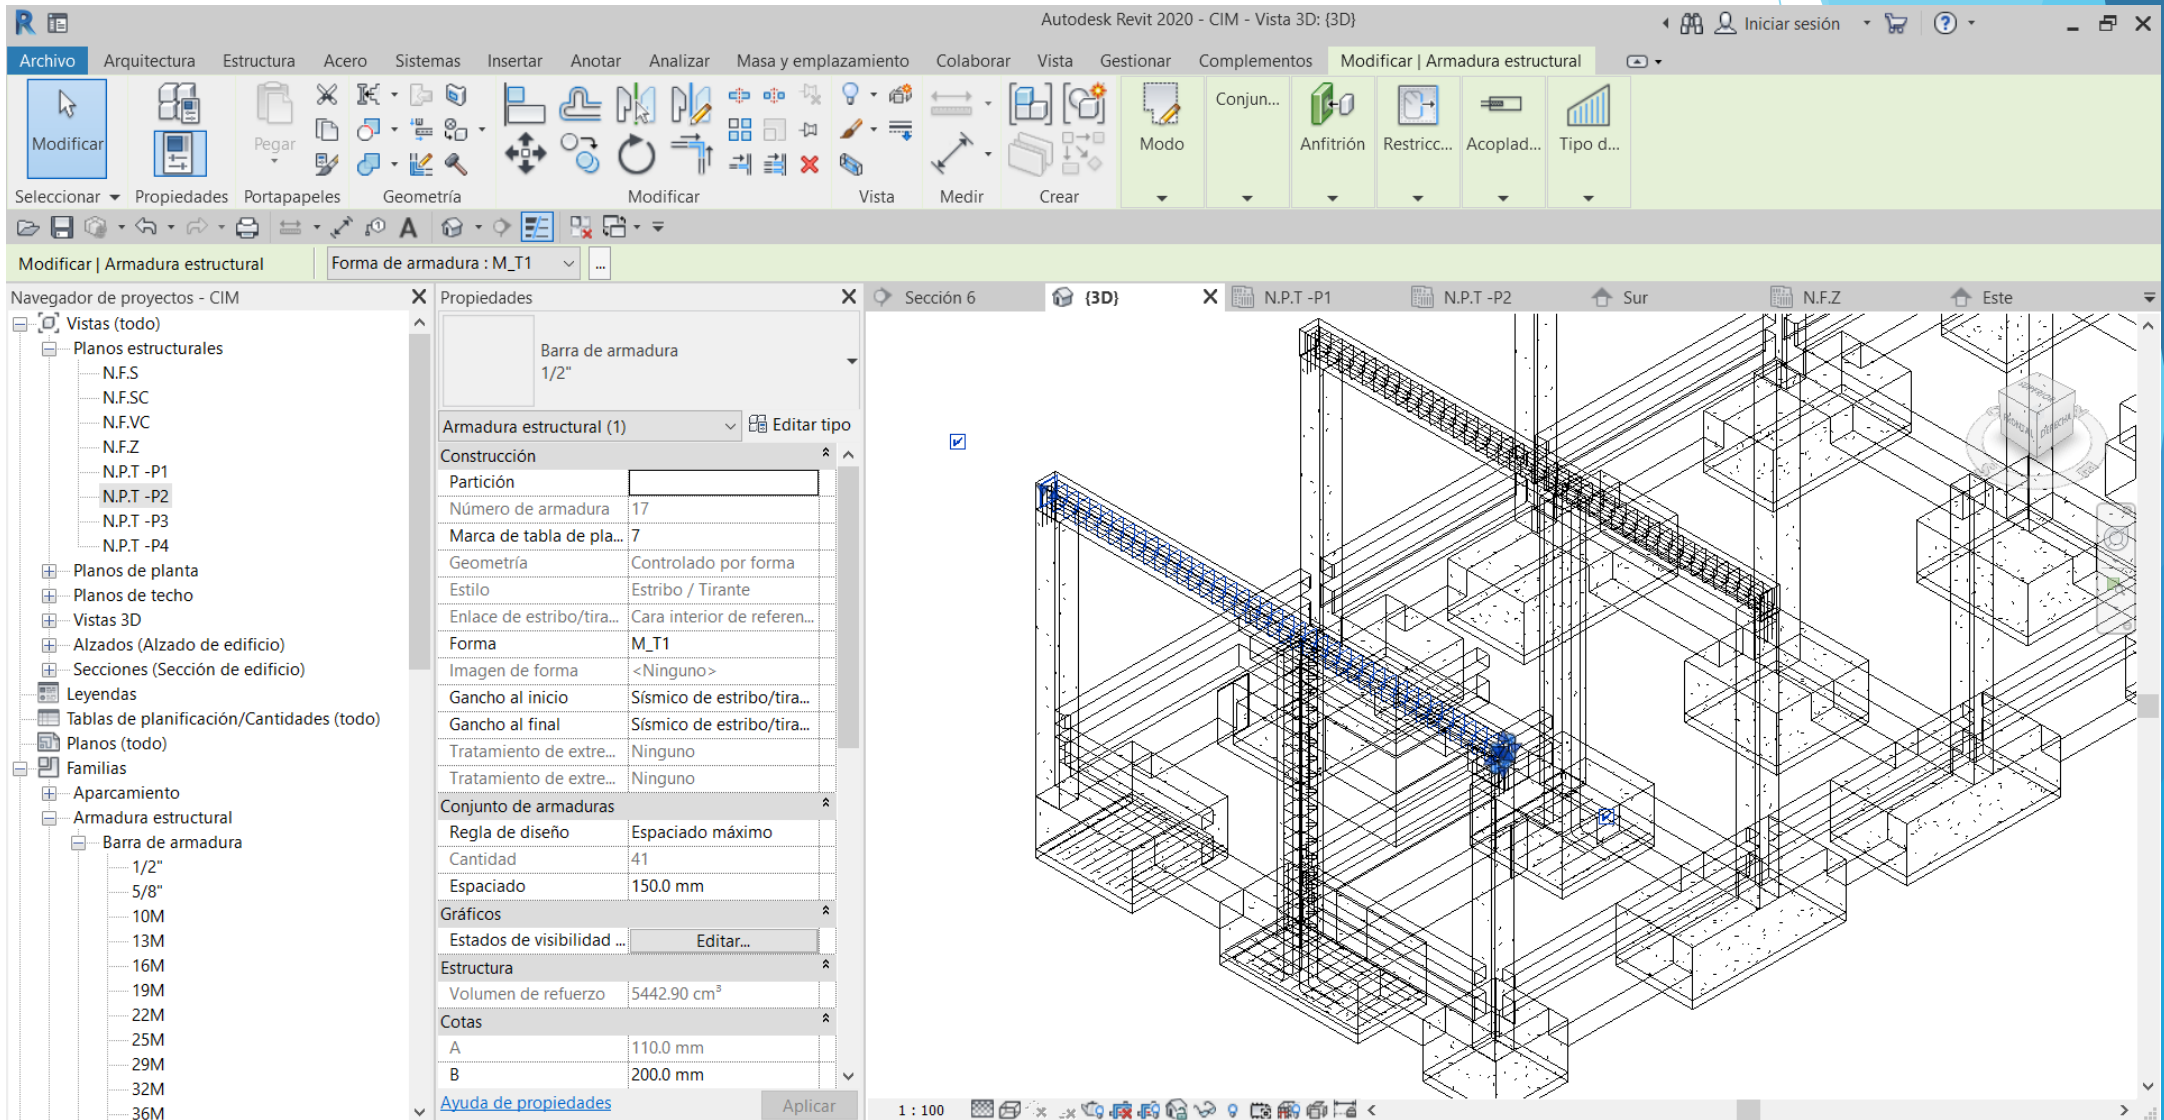 Autodesk Revit 2020 - CIM - Vista 3D: {3D}
Iniciar sesión
Archivo Arquitectura Estructura Acero Sistemas Insertar Anotar Analizar Masa y emplazamiento Colaborar Vista Gestionar Complementos Modificar | Armadura estructural
Modificar
Pegar
Modo
Conjun...
Anfitrión
Restricc...
Acoplad...
Tipo d...
Seleccionar Propiedades Portapapeles Geometría Modificar Vista Medir Crear
Modificar | Armadura estructural
Forma de armadura : M_T1
...
Navegador de proyectos - CIM
Vistas (todo)
Planos estructurales
N.F.S
N.F.SC
N.F.VC
N.F.Z
N.P.T -P1
N.P.T -P2
N.P.T -P3
N.P.T -P4
Planos de planta
Planos de techo
Vistas 3D
Alzados (Alzado de edificio)
Secciones (Sección de edificio)
Leyendas
Tablas de planificación/Cantidades (todo)
Planos (todo)
Familias
Aparcamiento
Armadura estructural
Barra de armadura
1/2"
5/8"
10M
13M
16M
19M
22M
25M
29M
32M
36M
Propiedades
Barra de armadura
1/2"
Armadura estructural (1)
Editar tipo
Construcción
Partición
Número de armadura 17
Marca de tabla de pla... 7
Geometría Controlado por forma
Estilo Estribo / Tirante
Enlace de estribo/tira... Cara interior de referen...
Forma M_T1
Imagen de forma <Ninguno>
Gancho al inicio Sísmico de estribo/tira...
Gancho al final Sísmico de estribo/tira...
Tratamiento de extre... Ninguno
Tratamiento de extre... Ninguno
Conjunto de armaduras
Regla de diseño Espaciado máximo
Cantidad 41
Espaciado 150.0 mm
Gráficos
Estados de visibilidad ... Editar...
Estructura
Volumen de refuerzo 5442.90 cm³
Cotas
A 110.0 mm
B 200.0 mm
Ayuda de propiedades
Aplicar
Sección 6
{3D}
N.P.T -P1
N.P.T -P2
Sur
N.F.Z
Este
1 : 100